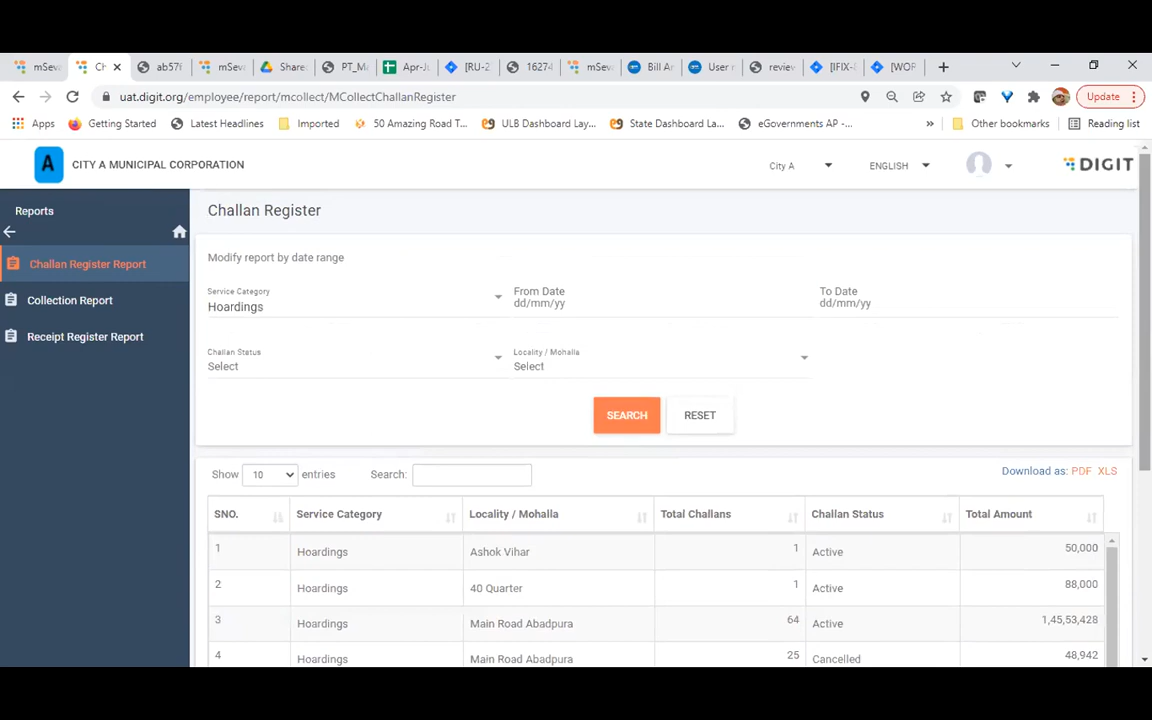 mSev Ch ab576 mSev Share PT_M Apr-Ju [RU-2 16274 mSev Bill Ar User n review [IFIX-8 [WOR
uat.digit.org/employee/report/mcollect/MCollectChallanRegister Update
Apps Getting Started Latest Headlines Imported 50 Amazing Road T... ULB Dashboard Lay... State Dashboard La... eGovernments AP -... » Other bookmarks Reading list
A CITY A MUNICIPAL CORPORATION City A ENGLISH DIGIT
Reports
Challan Register Report
Collection Report
Receipt Register Report
Challan Register
Modify report by date range
Service Category
Hoardings
From Date
dd/mm/yy
To Date
dd/mm/yy
Challan Status
Select
Locality / Mohalla
Select
SEARCH RESET
Show 10 entries Search: Download as: PDF XLS
SNO. Service Category Locality / Mohalla Total Challans Challan Status Total Amount
1 Hoardings Ashok Vihar 1 Active 50,000
2 Hoardings 40 Quarter 1 Active 88,000
3 Hoardings Main Road Abadpura 64 Active 1,45,53,428
4 Hoardings Main Road Abadpura 25 Cancelled 48,942